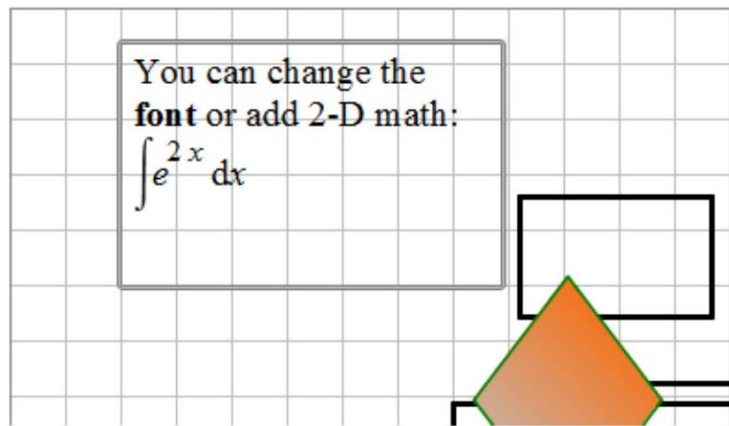 You can change the
font or add 2-D math:
∫e^{2x} dx